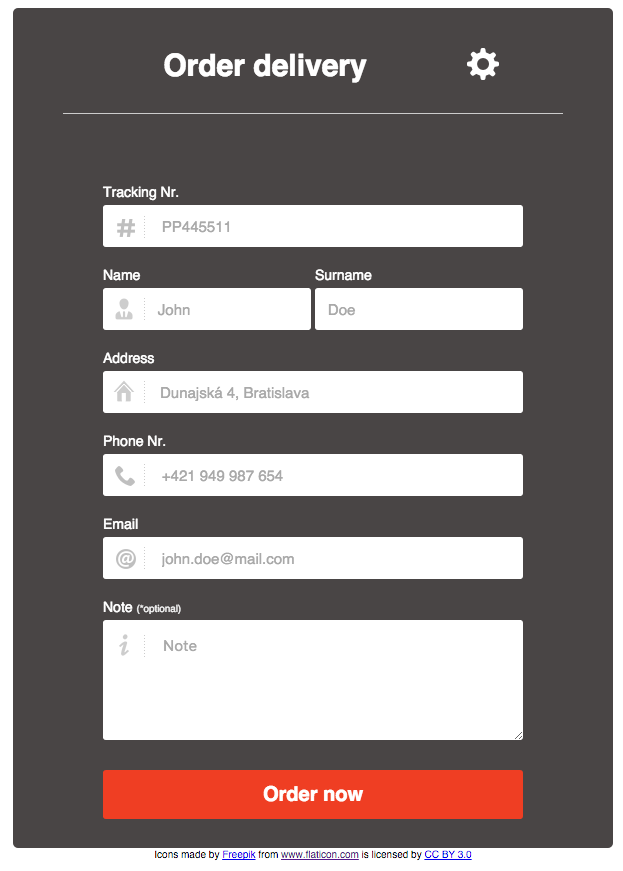 Order delivery
Tracking Nr.
# PP445511
Name Surname
John Doe
Address
Dunajská 4, Bratislava
Phone Nr.
+421 949 987 654
Email
@ john.doe@mail.com
Note (*optional)
i Note
Order now
Icons made by Freepik from www.flaticon.com is licensed by CC BY 3.0